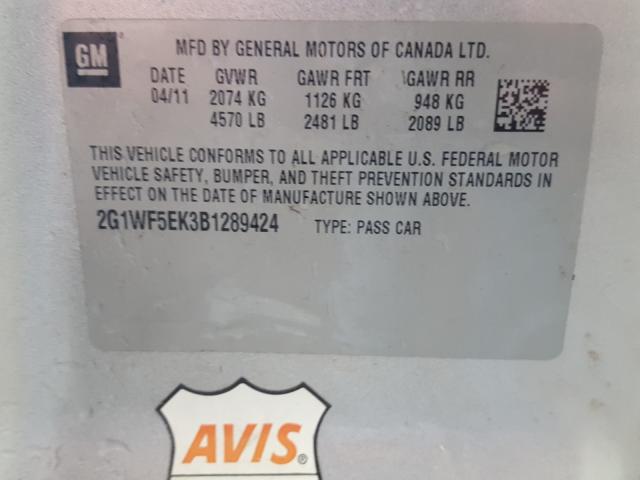 GM
MFD BY GENERAL MOTORS OF CANADA LTD.
DATE GVWR GAWR FRT GAWR RR
04/11 2074 KG 1126 KG 948 KG
4570 LB 2481 LB 2089 LB
THIS VEHICLE CONFORMS TO ALL APPLICABLE U.S. FEDERAL MOTOR
VEHICLE SAFETY, BUMPER, AND THEFT PREVENTION STANDARDS IN
EFFECT ON THE DATE OF MANUFACTURE SHOWN ABOVE.
2G1WF5EK3B1289424 TYPE: PASS CAR
AVIS®